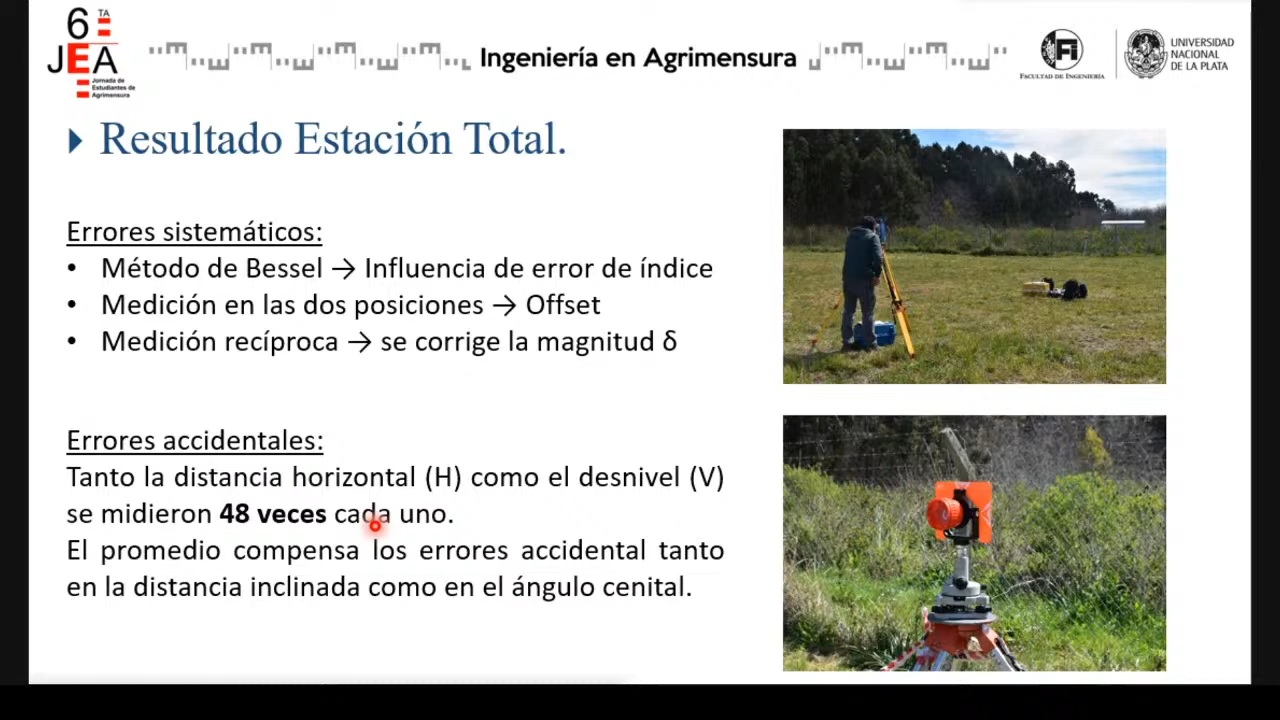 6TA
JEA
Jornada de
Estudiantes de
Agrimensura
Ingeniería en Agrimensura
Fi
FACULTAD DE INGENIERÍA
UNIVERSIDAD
NACIONAL
DE LA PLATA
Resultado Estación Total.
Errores sistemáticos:
• Método de Bessel → Influencia de error de índice
• Medición en las dos posiciones → Offset
• Medición recíproca → se corrige la magnitud δ
Errores accidentales:
Tanto la distancia horizontal (H) como el desnivel (V)
se midieron 48 veces cada uno.
El promedio compensa los errores accidental tanto
en la distancia inclinada como en el ángulo cenital.